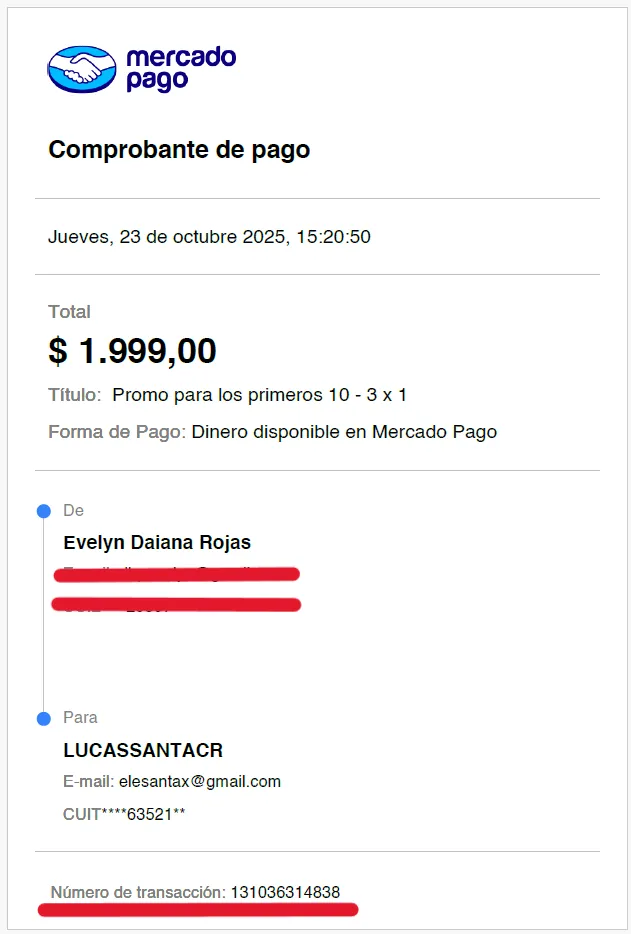 mercado
pago
Comprobante de pago
Jueves, 23 de octubre 2025, 15:20:50
Total
$ 1.999,00
Título: Promo para los primeros 10 - 3 x 1
Forma de Pago: Dinero disponible en Mercado Pago
De
Evelyn Daiana Rojas
Para
LUCASSANTACR
E-mail: elesantax@gmail.com
CUIT****63521**
Número de transacción: 131036314838